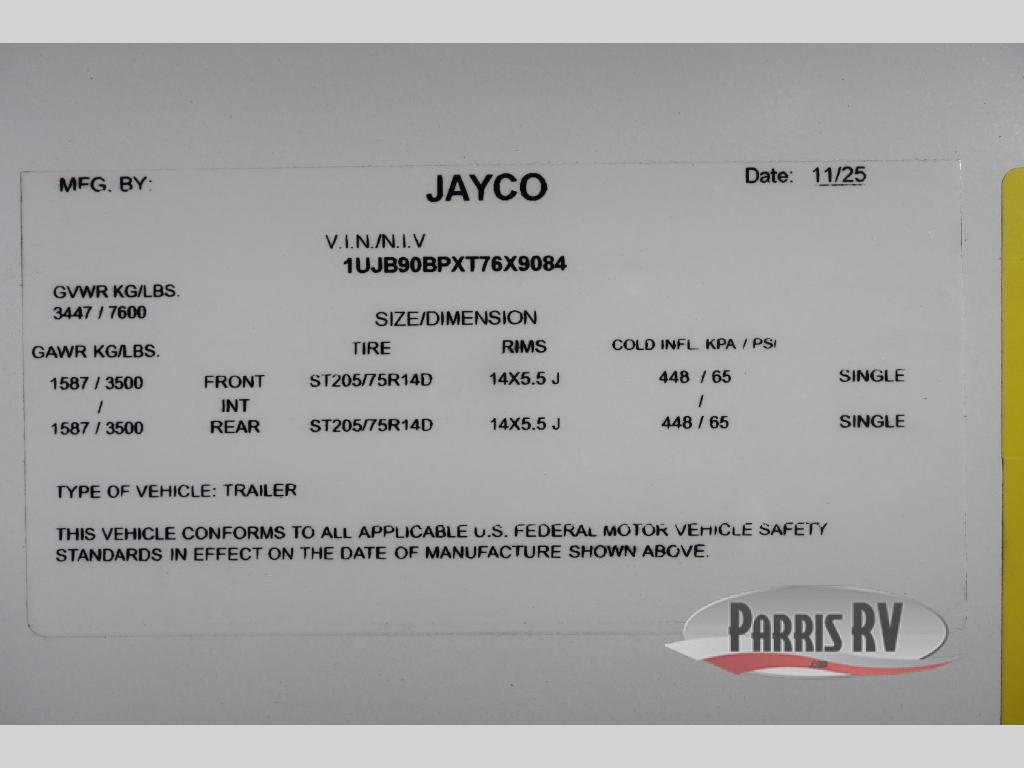 MFG. BY: JAYCO Date: 11/25
V.I.N./N.I.V
1UJB90BPXT76X9084
GVWR KG/LBS.
3447 / 7600
SIZE/DIMENSION
GAWR KG/LBS. TIRE RIMS COLD INFL. KPA / PSI
1587 / 3500 FRONT ST205/75R14D 14X5.5 J 448 / 65 SINGLE
/ INT /
1587 / 3500 REAR ST205/75R14D 14X5.5 J 448 / 65 SINGLE
TYPE OF VEHICLE: TRAILER
THIS VEHICLE CONFORMS TO ALL APPLICABLE U.S. FEDERAL MOTOR VEHICLE SAFETY
STANDARDS IN EFFECT ON THE DATE OF MANUFACTURE SHOWN ABOVE.
PARRIS RV
.com